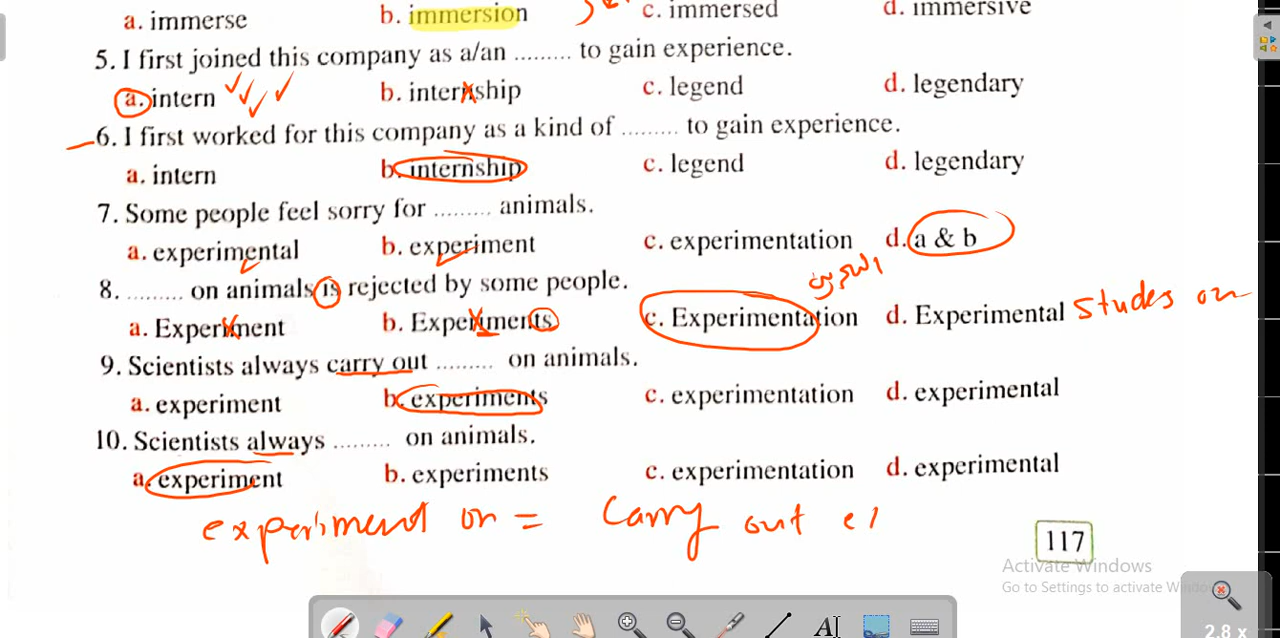 a. immerse b. immersion c. immersed d. immersive
5. I first joined this company as a/an ......... to gain experience.
a. intern b. internship c. legend d. legendary
6. I first worked for this company as a kind of ......... to gain experience.
a. intern b. internship c. legend d. legendary
7. Some people feel sorry for ......... animals.
a. experimental b. experiment c. experimentation d. a & b
8. ......... on animals is rejected by some people.
a. Experiment b. Experiments c. Experimentation d. Experimental studes on
9. Scientists always carry out ......... on animals.
a. experiment b. experiments c. experimentation d. experimental
10. Scientists always ......... on animals.
a. experiment b. experiments c. experimentation d. experimental
experiment on = Carry out
117
Activate Windows
Go to Settings to activate
2.8 x